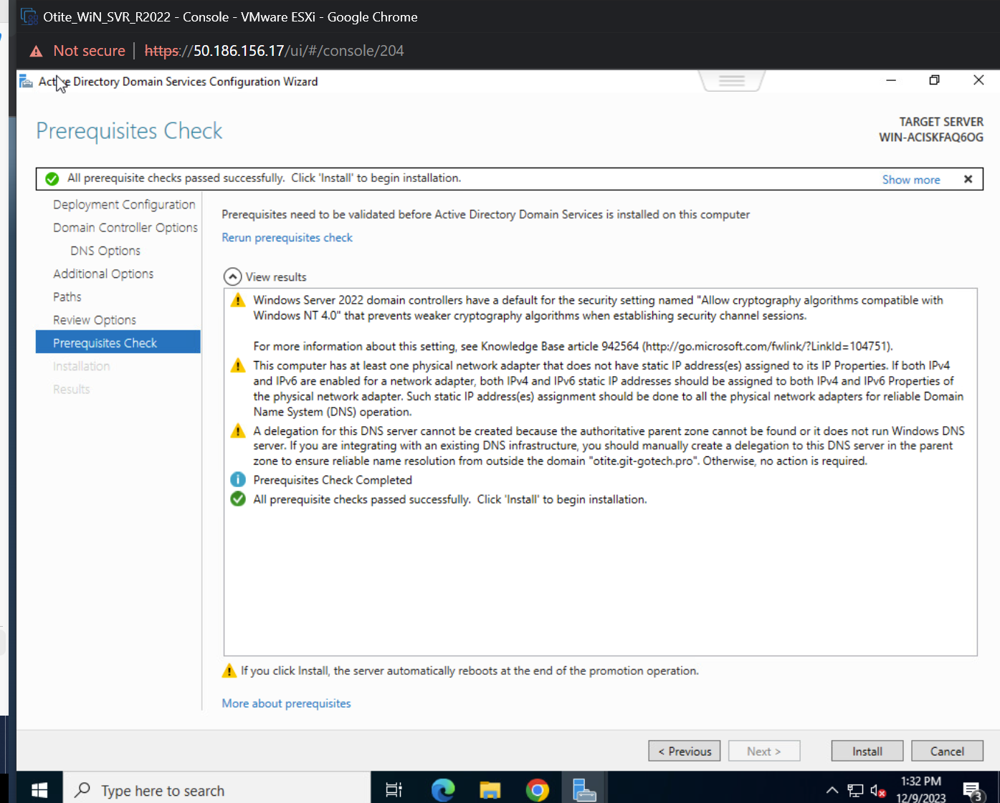 Otite_WiN_SVR_R2022 - Console - VMware ESXi - Google Chrome
Not secure | https://50.186.156.17/ui/#/console/204
Active Directory Domain Services Configuration Wizard
Prerequisites Check
TARGET SERVER
WIN-ACISKFAQ6OG
All prerequisite checks passed successfully.  Click 'Install' to begin installation.
Show more
Deployment Configuration
Domain Controller Options
DNS Options
Additional Options
Paths
Review Options
Prerequisites Check
Installation
Results
Prerequisites need to be validated before Active Directory Domain Services is installed on this computer
Rerun prerequisites check
View results
Windows Server 2022 domain controllers have a default for the security setting named "Allow cryptography algorithms compatible with
Windows NT 4.0" that prevents weaker cryptography algorithms when establishing security channel sessions.
For more information about this setting, see Knowledge Base article 942564 (http://go.microsoft.com/fwlink/?LinkId=104751).
This computer has at least one physical network adapter that does not have static IP address(es) assigned to its IP Properties. If both IPv4
and IPv6 are enabled for a network adapter, both IPv4 and IPv6 static IP addresses should be assigned to both IPv4 and IPv6 Properties of
the physical network adapter. Such static IP address(es) assignment should be done to all the physical network adapters for reliable Domain
Name System (DNS) operation.
A delegation for this DNS server cannot be created because the authoritative parent zone cannot be found or it does not run Windows DNS
server. If you are integrating with an existing DNS infrastructure, you should manually create a delegation to this DNS server in the parent
zone to ensure reliable name resolution from outside the domain "otite.git-gotech.pro". Otherwise, no action is required.
Prerequisites Check Completed
All prerequisite checks passed successfully.  Click 'Install' to begin installation.
If you click Install, the server automatically reboots at the end of the promotion operation.
More about prerequisites
< Previous
Next >
Install
Cancel
Type here to search
1:32 PM
12/9/2023
3